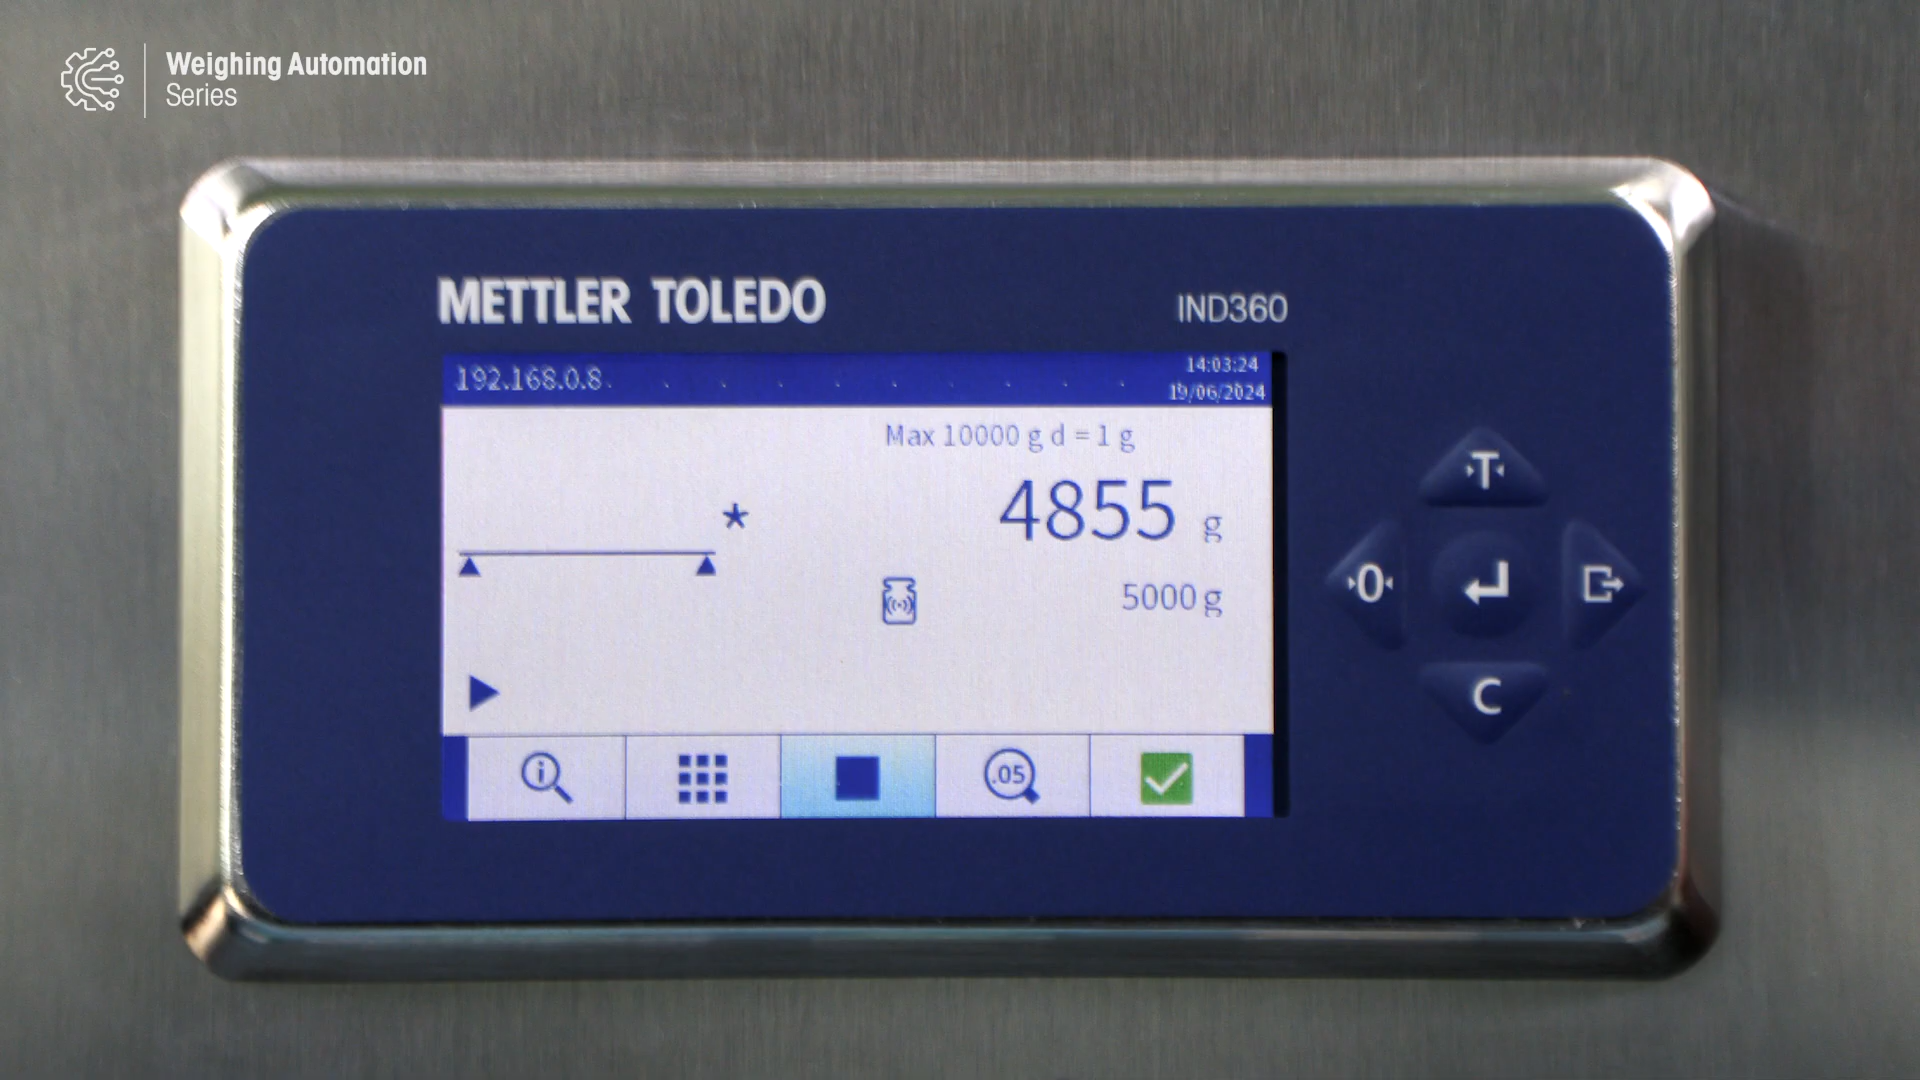 Weighing Automation
Series
METTLER TOLEDO
IND360
192.168.0.8
14:03:24
19/06/2024
Max 10000 g d = 1 g
4855 g
5000 g
.05
T
0
C